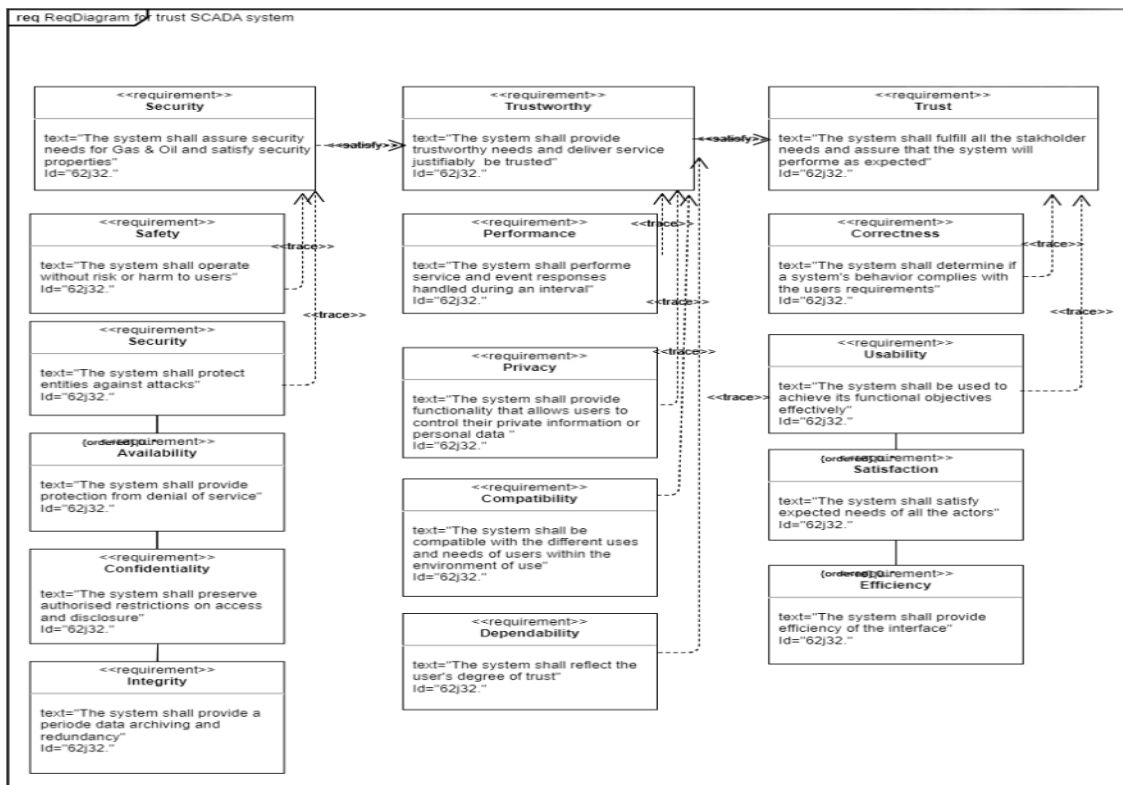 req ReqDiagram for trust SCADA system
<<requirement>>
Security
text="The system shall assure security
needs for Gas & Oil and satisfy security
properties"
Id="62j32."
<<satisfy>>
<<requirement>>
Trustworthy
text="The system shall provide
trustworthy needs and deliver service
justifiably be trusted"
Id="62j32."
<<satisfy>>
<<requirement>>
Trust
text="The system shall fulfill all the stakholder
needs and assure that the system will
performe as expected"
Id="62j32."
<<requirement>>
Safety
text="The system shall operate
without risk or harm to users"
Id="62j32."
<<trace>>
<<requirement>>
Security
text="The system shall protect
entities against attacks"
Id="62j32."
<<trace>>
{ordered} 0..*
<<requirement>>
Availability
text="The system shall provide
protection from denial of service"
Id="62j32."
<<requirement>>
Confidentiality
text="The system shall preserve
authorised restrictions on access
and disclosure"
Id="62j32."
<<requirement>>
Integrity
text="The system shall provide a
periode data archiving and
redundancy"
Id="62j32."
<<requirement>>
Performance
text="The system shall performe
service and event responses
handled during an interval"
Id="62j32."
<<trace>>
<<trace>>
<<requirement>>
Privacy
text="The system shall provide
functionality that allows users to
control their private information or
personal data "
Id="62j32."
<<trace>>
<<trace>>
<<requirement>>
Compatibility
text="The system shall be
compatible with the different uses
and needs of users within the
environment of use"
Id="62j32."
<<requirement>>
Dependability
text="The system shall reflect the
user's degree of trust"
Id="62j32."
<<requirement>>
Correctness
text="The system shall determine if
a system's behavior complies with
the users requirements"
Id="62j32."
<<trace>>
<<trace>>
<<requirement>>
Usability
text="The system shall be used to
achieve its functional objectives
effectively"
Id="62j32."
{ordered} 0..*
<<requirement>>
Satisfaction
text="The system shall satisfy
expected needs of all the actors"
Id="62j32."
{ordered} 0..*
<<requirement>>
Efficiency
text="The system shall provide
efficiency of the interface"
Id="62j32."